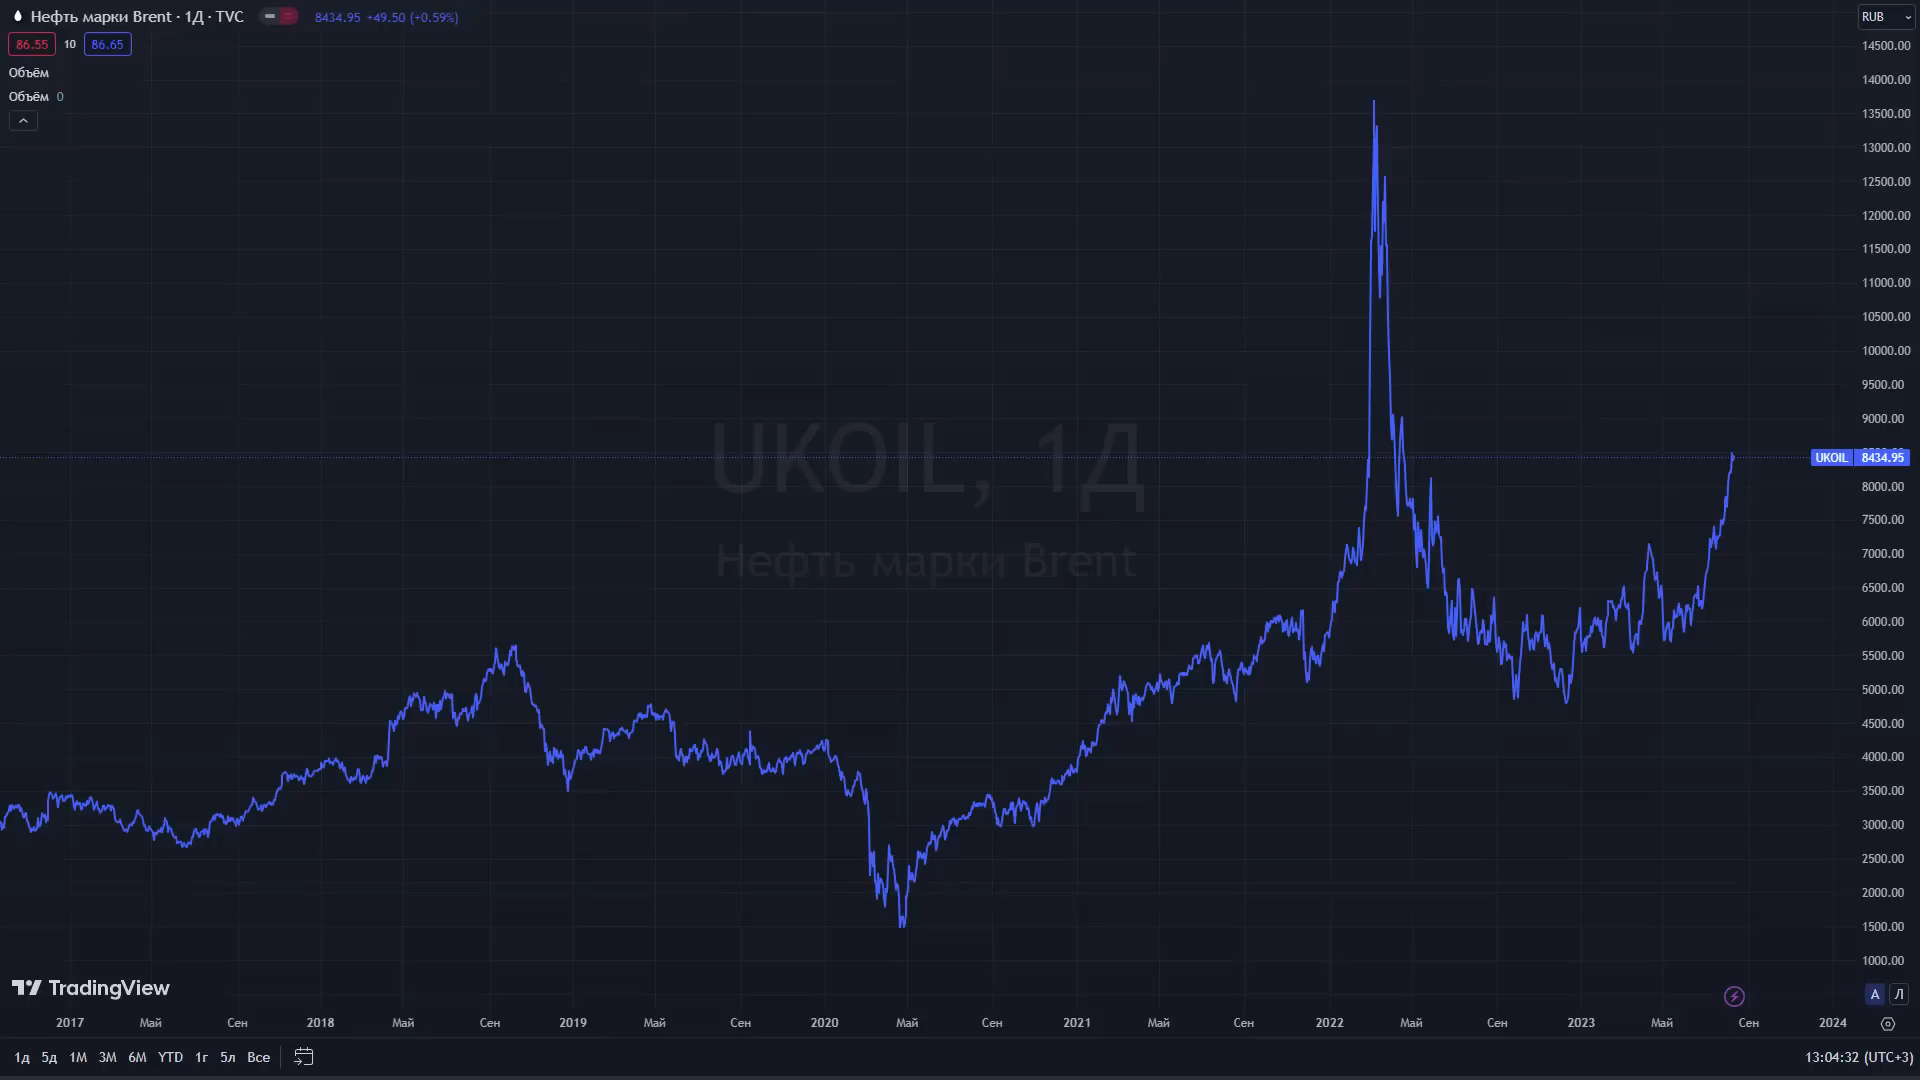 Нефть марки Brent · 1Д · TVC 8434.95 +49.50 (+0.59%)
RUB
86.55 10 86.65
Объём
Объём 0
14500.00
14000.00
13500.00
13000.00
12500.00
12000.00
11500.00
11000.00
10500.00
10000.00
9500.00
9000.00
UKOIL 8434.95
8000.00
7500.00
7000.00
6500.00
6000.00
5500.00
5000.00
4500.00
4000.00
3500.00
3000.00
2500.00
2000.00
1500.00
1000.00
UKOIL, 1Д
Нефть марки Brent
TradingView
А Л
2017 Май Сен 2018 Май Сен 2019 Май Сен 2020 Май Сен 2021 Май Сен 2022 Май Сен 2023 Май Сен 2024
1д 5д 1М 3М 6М YTD 1г 5л Все
13:04:32 (UTC+3)